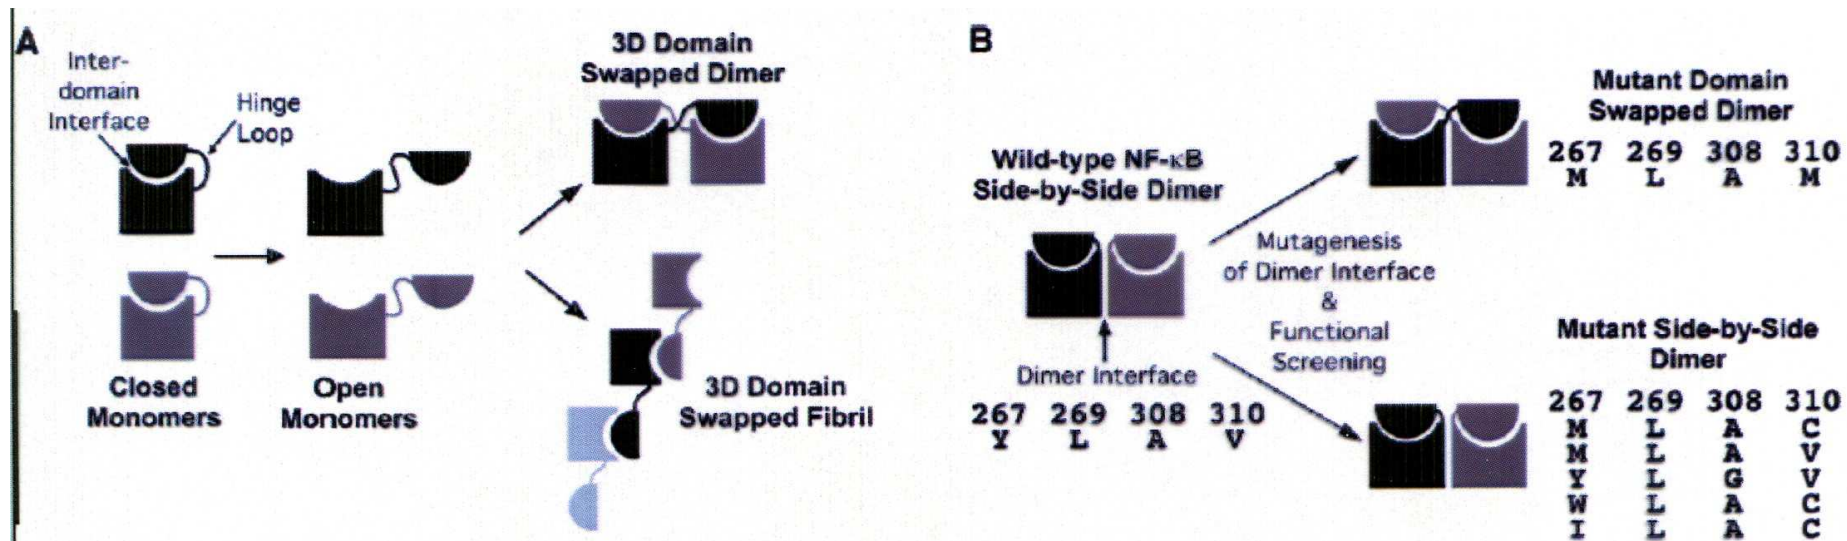 A
Inter-
domain
Interface
Hinge
Loop
Closed
Monomers
Open
Monomers
3D Domain
Swapped Dimer
3D Domain
Swapped Fibril
B
Wild-type NF-κB
Side-by-Side Dimer
Dimer Interface
267 269 308 310
Y L A V
Mutagenesis
of Dimer Interface
&
Functional
Screening
Mutant Domain
Swapped Dimer
267 269 308 310
M L A M
Mutant Side-by-Side
Dimer
267 269 308 310
M L A C
M L A V
Y L G V
W L A C
I L A C